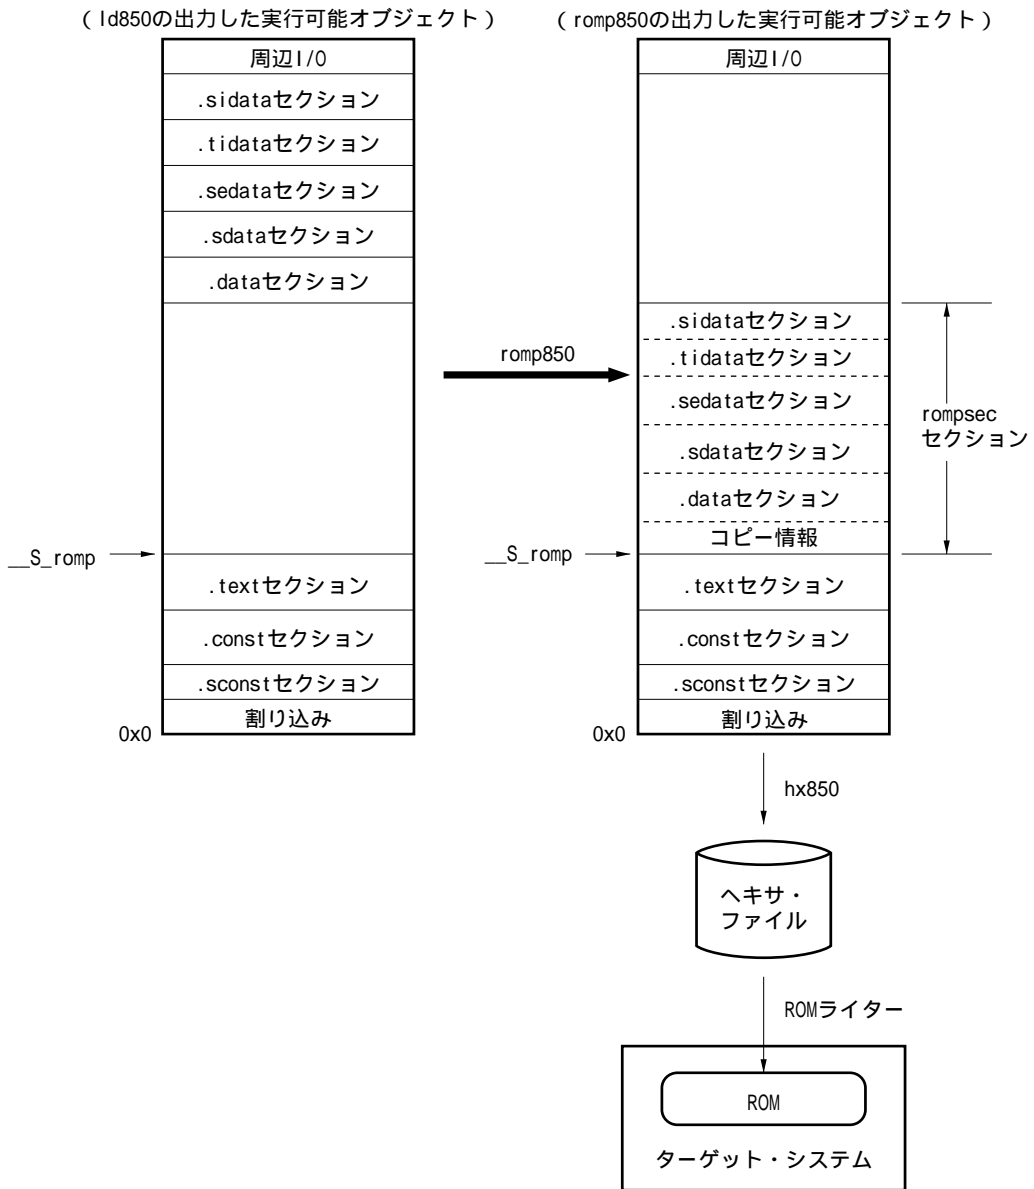 （ld850の出力した実行可能オブジェクト）
周辺I/O
.sidataセクション
.tidataセクション
.sedataセクション
.sdataセクション
.dataセクション
__S_romp
.textセクション
.constセクション
.sconstセクション
割り込み
0x0
romp850
（romp850の出力した実行可能オブジェクト）
周辺I/O
.sidataセクション
.tidataセクション
.sedataセクション
.sdataセクション
.dataセクション
コピー情報
rompsec
セクション
__S_romp
.textセクション
.constセクション
.sconstセクション
割り込み
0x0
hx850
ヘキサ・
ファイル
ROMライター
ROM
ターゲット・システム